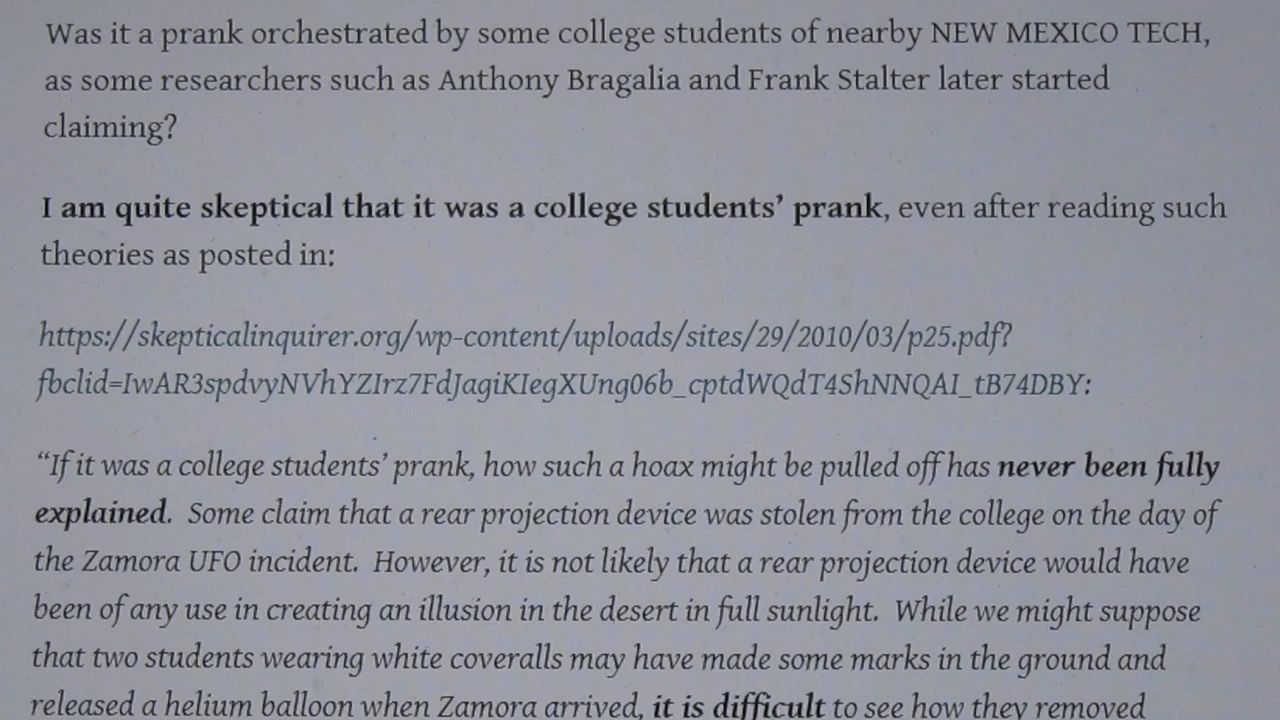 Was it a prank orchestrated by some college students of nearby NEW MEXICO TECH,
as some researchers such as Anthony Bragalia and Frank Stalter later started
claiming?
I am quite skeptical that it was a college students’ prank, even after reading such
theories as posted in:
https://skepticalinquirer.org/wp-content/uploads/sites/29/2010/03/p25.pdf?
fbclid=IwAR3spdvyNVhYZIrz7FdJagiKIegXUng06b_cptdWQdT4ShNNQAI_tB74DBY:
“If it was a college students’ prank, how such a hoax might be pulled off has never been fully
explained. Some claim that a rear projection device was stolen from the college on the day of
the Zamora UFO incident. However, it is not likely that a rear projection device would have
been of any use in creating an illusion in the desert in full sunlight. While we might suppose
that two students wearing white coveralls may have made some marks in the ground and
released a helium balloon when Zamora arrived, it is difficult to see how they removed